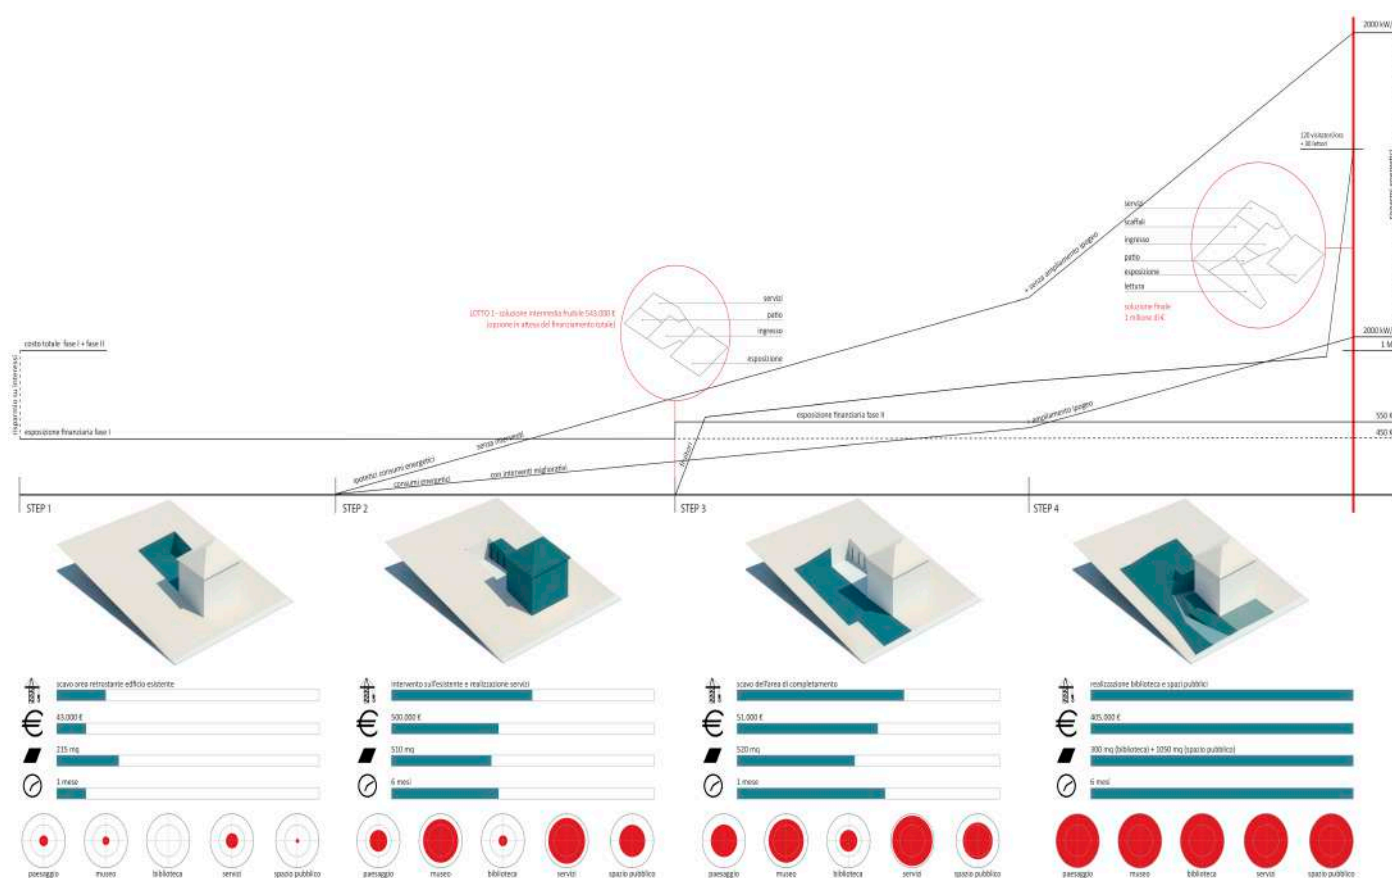 2000 kW/
120 visitatori/ora
+ 80 lettori
servizi
scaffali
ingresso
patio
esposizione
lettura
soluzione finale
1 milione di €
+ senza ampliamento ipogeo
LOTTO 1 - soluzione intermedia fruibile 543.000 €
(opzione in attesa del finanziamento totale)
servizi
patio
ingresso
esposizione
costo totale fase I + fase II
risparmio su interessi
2000 kW/
1 M
esposizione finanziaria fase I
senza interventi
esposizione finanziaria fase II
+ ampliamento ipogeo
550 K
450 K
ipotetici consumi energetici
consumi energetici
con interventi migliorativi
fruitori
STEP 1
STEP 2
STEP 3
STEP 4
scavo area retrostante edificio esistente
43.000 €
215 mq
1 mese
intervento sull'esistente e realizzazione servizi
500.000 €
510 mq
6 mesi
scavo dell'area di completamento
51.000 €
520 mq
1 mese
realizzazione biblioteca e spazi pubblici
405.000 €
300 mq (biblioteca) + 1050 mq (spazio pubblico)
6 mesi
paesaggio museo biblioteca servizi spazio pubblico
paesaggio museo biblioteca servizi spazio pubblico
paesaggio museo biblioteca servizi spazio pubblico
paesaggio museo biblioteca servizi spazio pubblico